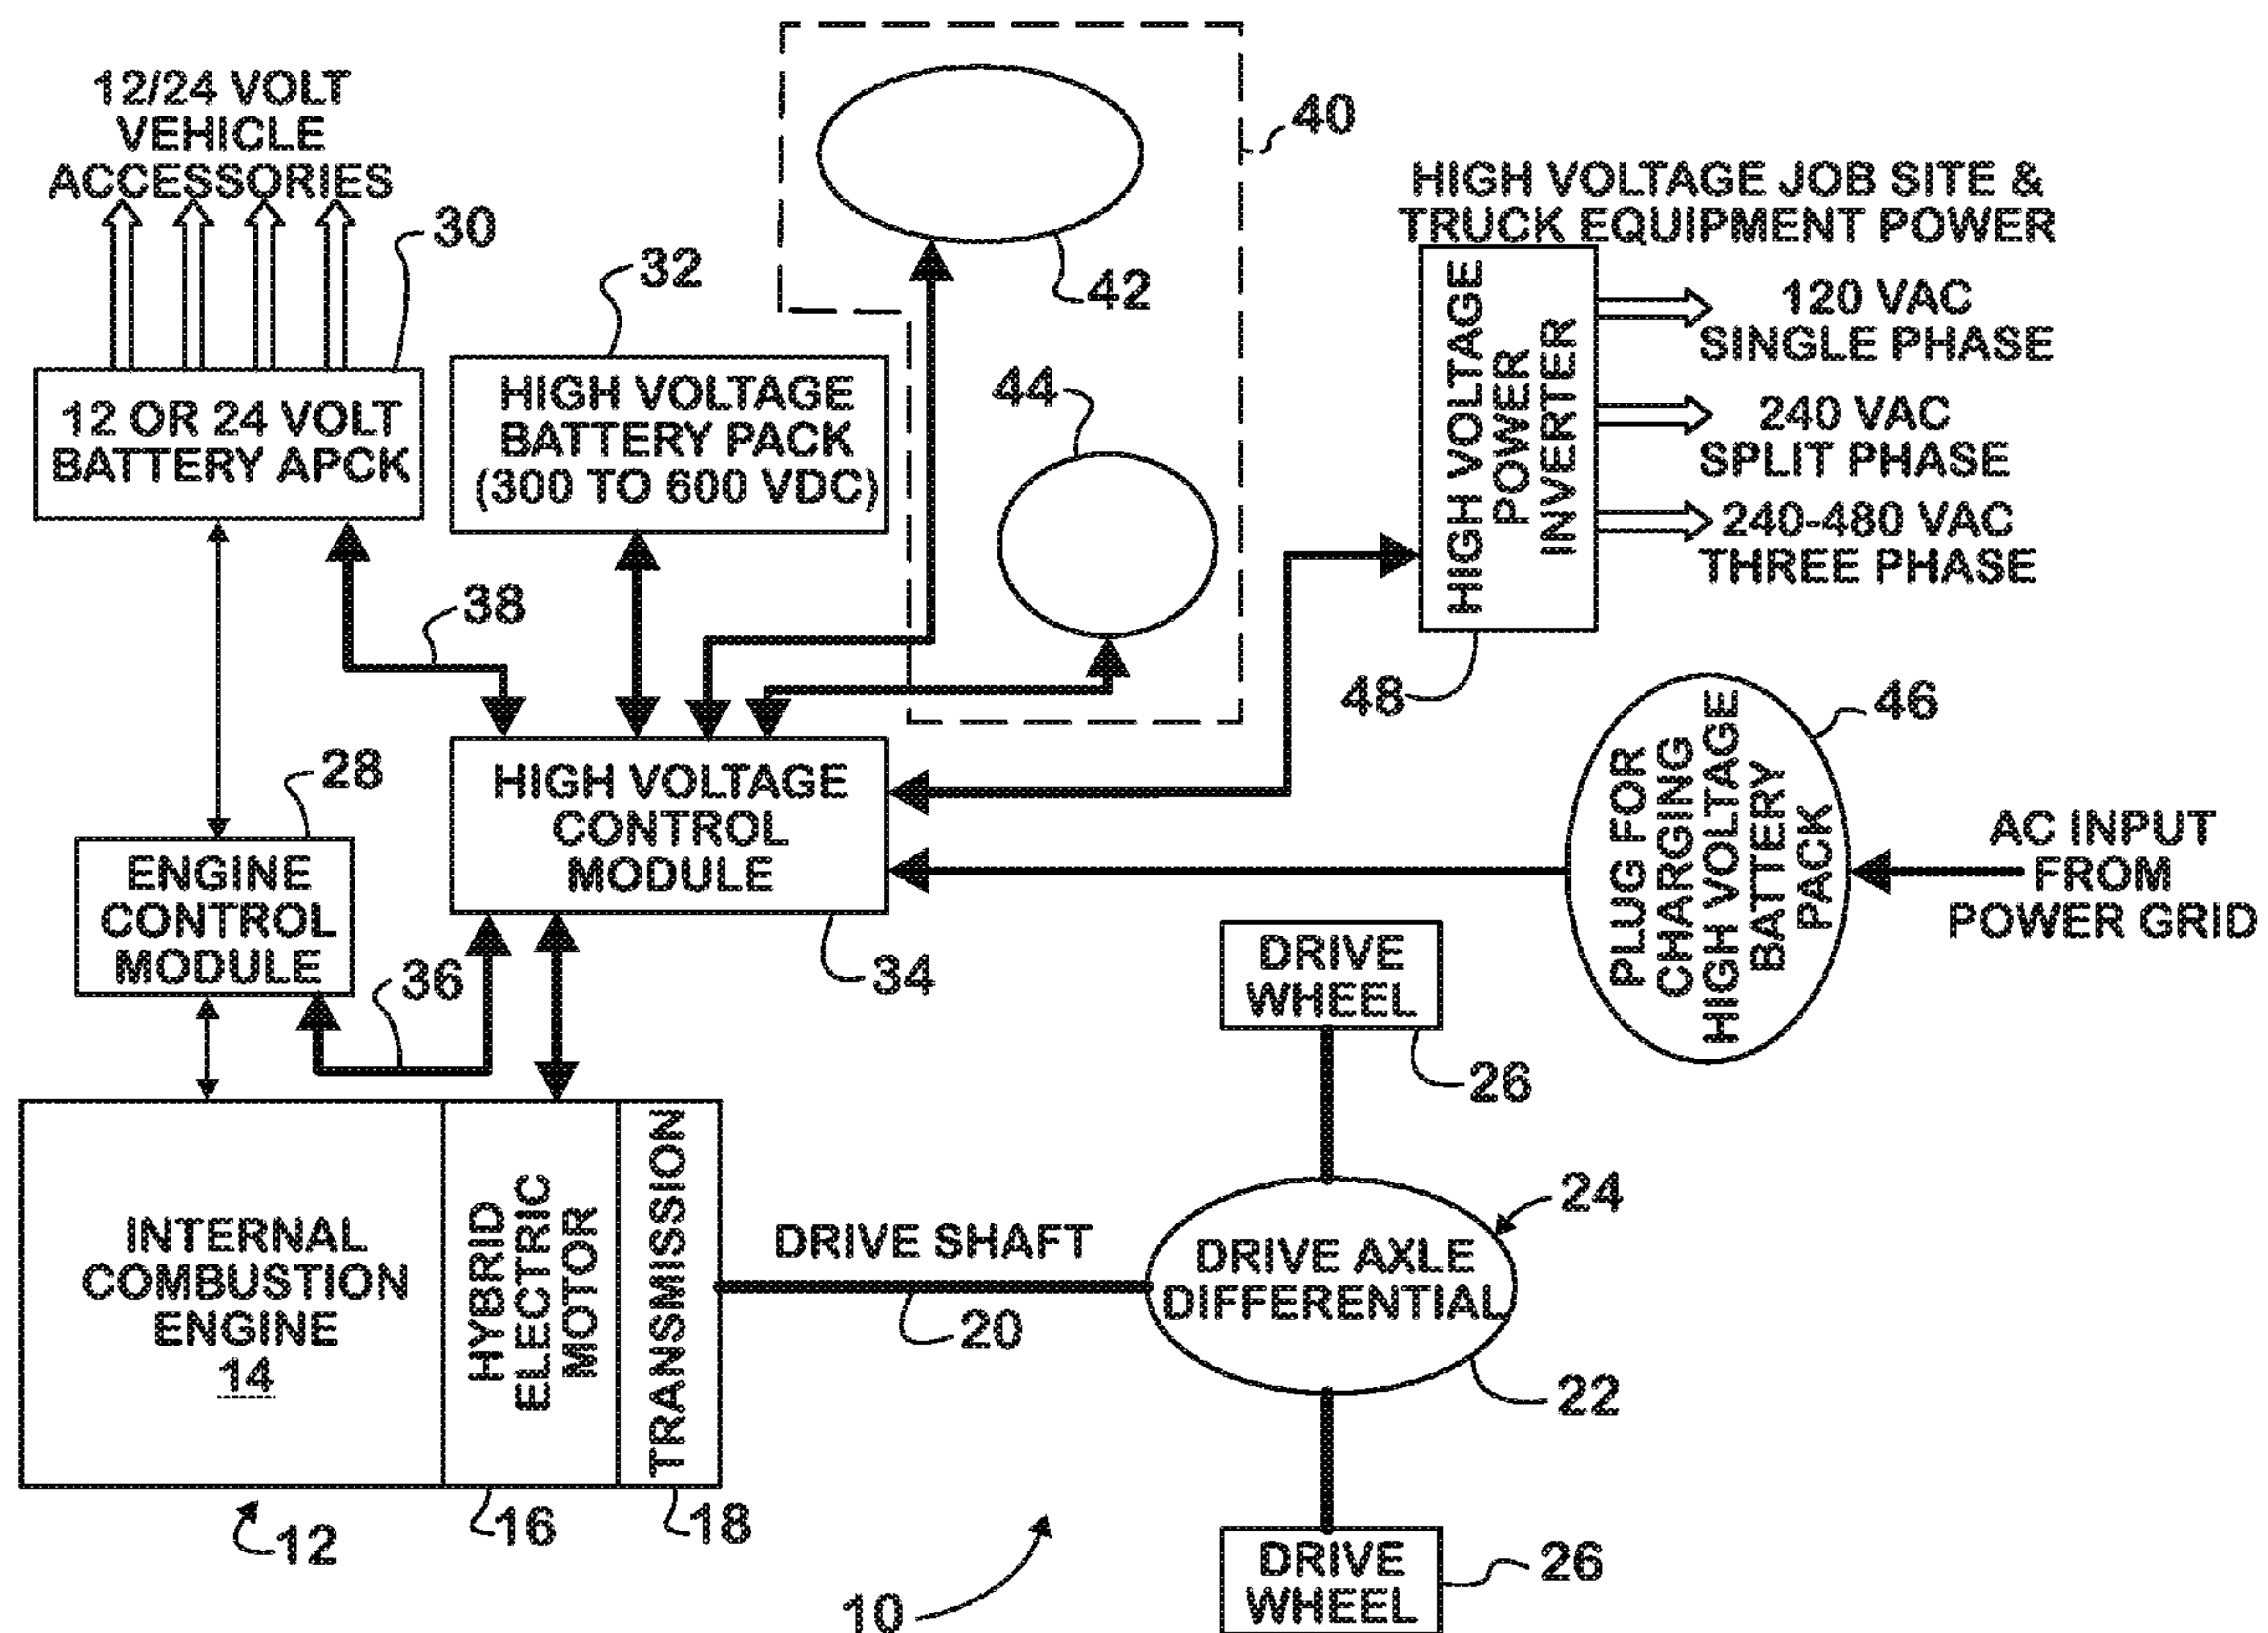 12/24 VOLT
VEHICLE
ACCESSORIES
30
12 OR 24 VOLT
BATTERY APCK
32
HIGH VOLTAGE
BATTERY PACK
(300 TO 600 VDC)
40
42
44
HIGH VOLTAGE JOB SITE &
TRUCK EQUIPMENT POWER
HIGH VOLTAGE
POWER
INVERTER
120 VAC
SINGLE PHASE
240 VAC
SPLIT PHASE
240-480 VAC
THREE PHASE
48
38
28
ENGINE
CONTROL
MODULE
HIGH VOLTAGE
CONTROL
MODULE
34
36
46
PLUG FOR
CHARGING
HIGH VOLTAGE
BATTERY
PACK
AC INPUT
FROM
POWER GRID
DRIVE
WHEEL
26
INTERNAL
COMBUSTION
ENGINE
14
HYBRID
ELECTRIC
MOTOR
TRANSMISSION
DRIVE SHAFT
20
DRIVE AXLE
DIFFERENTIAL
24
22
12
16
18
10
DRIVE
WHEEL
26